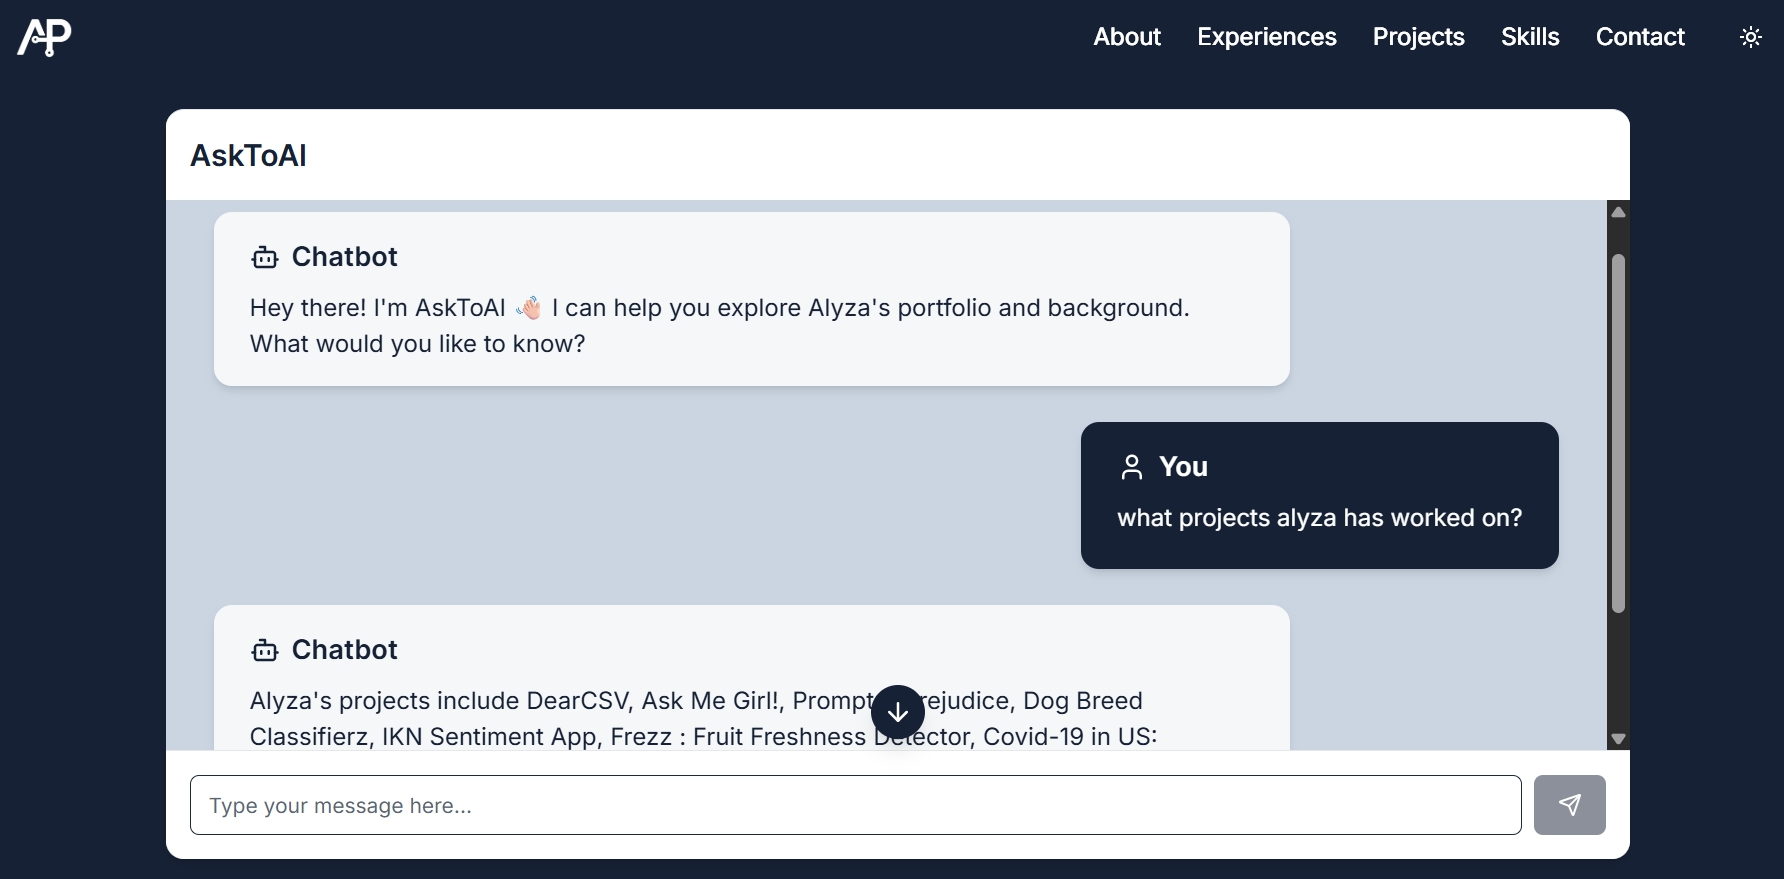 AP
About Experiences Projects Skills Contact
AskToAI
Chatbot
Hey there! I'm AskToAI 👋🏻 I can help you explore Alyza's portfolio and background.
What would you like to know?
You
what projects alyza has worked on?
Chatbot
Alyza's projects include DearCSV, Ask Me Girl!, Prompt rejudice, Dog Breed
Classifierz, IKN Sentiment App, Frezz : Fruit Freshness Detector, Covid-19 in US:
Type your message here...